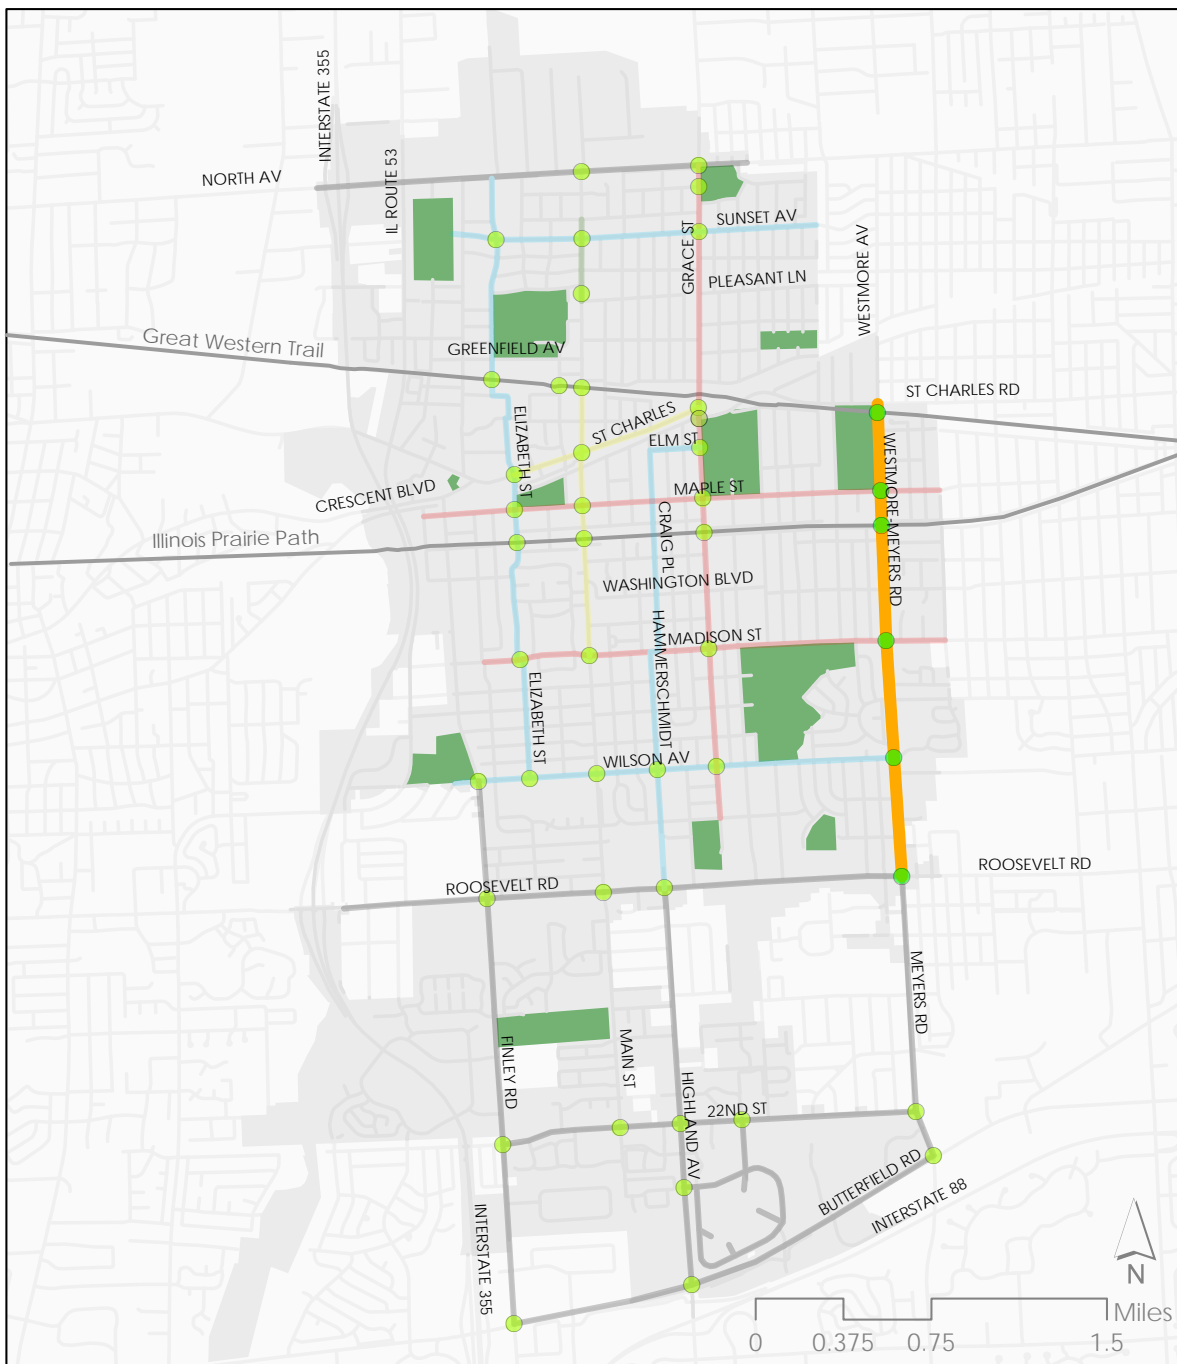 INTERSTATE 355
IL ROUTE 53
NORTH AV
SUNSET AV
GRACE ST
PLEASANT LN
WESTMORE AV
Great Western Trail
GREENFIELD AV
ST CHARLES RD
ELIZABETH ST
ST CHARLES
ELM ST
WESTMORE-MEYERS RD
CRESCENT BLVD
MAPLE ST
CRAIG PL
Illinois Prairie Path
WASHINGTON BLVD
HAMMERSCHMIDT
MADISON ST
ELIZABETH ST
WILSON AV
ROOSEVELT RD
ROOSEVELT RD
MEYERS RD
FINLEY RD
MAIN ST
HIGHLAND AV
22ND ST
BUTTERFIELD RD
INTERSTATE 88
INTERSTATE 355
N
Miles
0 0.375 0.75 1.5